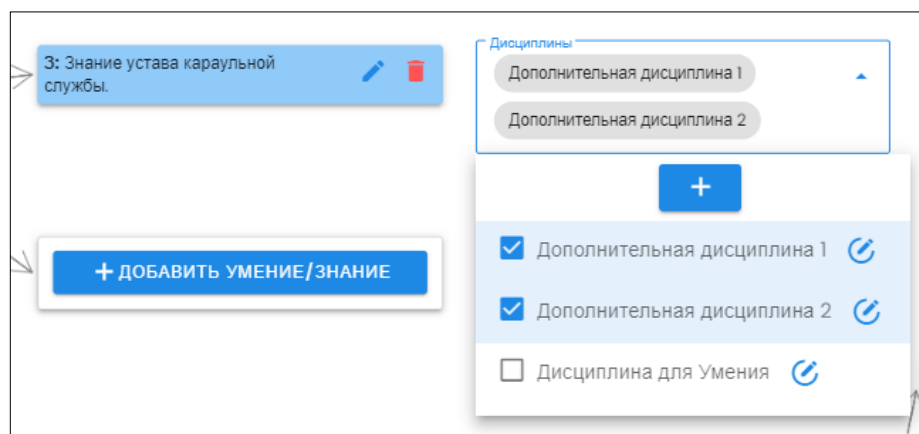 З: Знание устава караульной
службы.
Дисциплины
Дополнительная дисциплина 1
Дополнительная дисциплина 2
+
+ ДОБАВИТЬ УМЕНИЕ/ЗНАНИЕ
Дополнительная дисциплина 1
Дополнительная дисциплина 2
Дисциплина для Умения